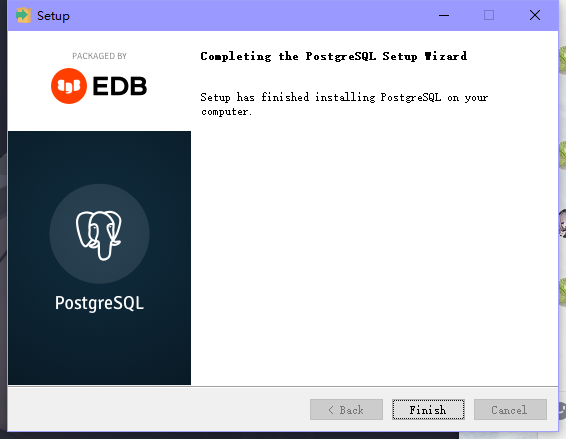 Setup
PACKAGED BY
EDB
Completing the PostgreSQL Setup Wizard
Setup has finished installing PostgreSQL on your
computer.
PostgreSQL
< Back
Finish
Cancel